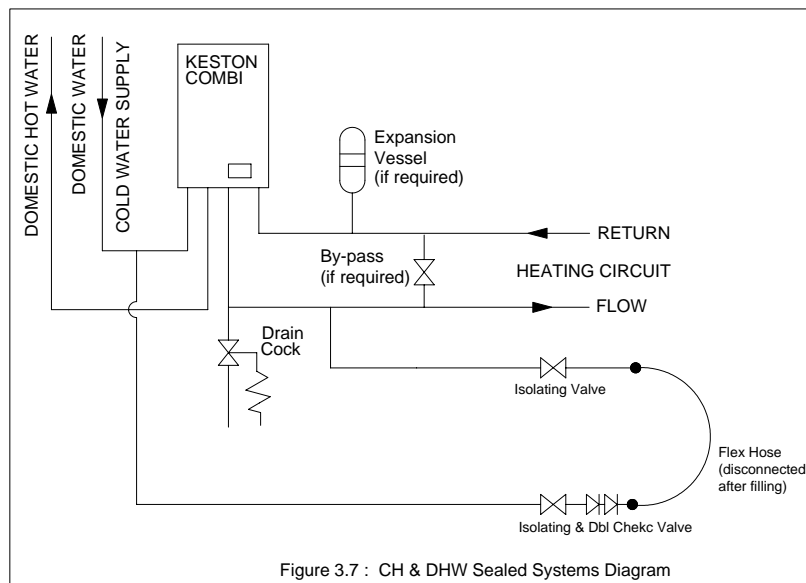 DOMESTIC HOT WATER
DOMESTIC WATER
COLD WATER SUPPLY
KESTON
COMBI
Expansion
Vessel
(if required)
RETURN
By-pass
(if required)
HEATING CIRCUIT
FLOW
Drain
Cock
Isolating Valve
Flex Hose
(disconnected
after filling)
Isolating & Dbl Chekc Valve
Figure 3.7 : CH & DHW Sealed Systems Diagram